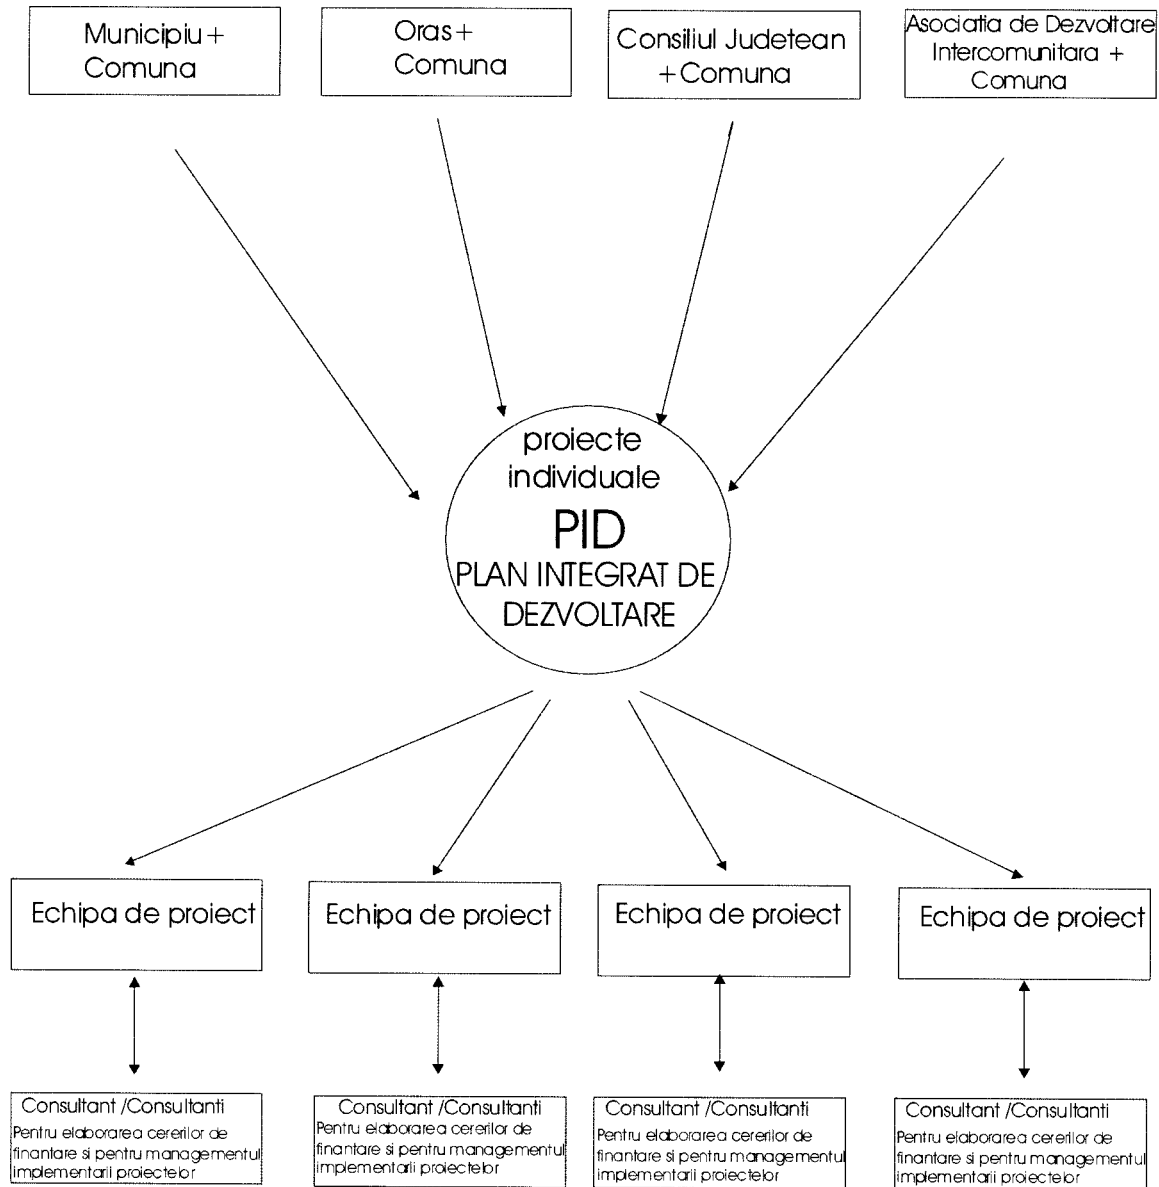 Municipiu+
Comuna
Oras+
Comuna
Consiliul Judetean
+Comuna
Asociatia de Dezvoltare
Intercomunitara +
Comuna
proiecte
individuale
PID
PLAN INTEGRAT DE
DEZVOLTARE
Echipa de proiect
Echipa de proiect
Echipa de proiect
Echipa de proiect
Consultant /Consultanti
Pentru elaborarea cererilor de
finantare si pentru managementul
implementarii proiectelor
Consultant /Consultanti
Pentru elaborarea cererilor de
finantare si pentru managementul
implementarii proiectelor
Consultant /Consultanti
Pentru elaborarea cererilor de
finantare si pentru managementul
implementarii proiectelor
Consultant /Consultanti
Pentru elaborarea cererilor de
finantare si pentru managementul
implementarii proiectelor